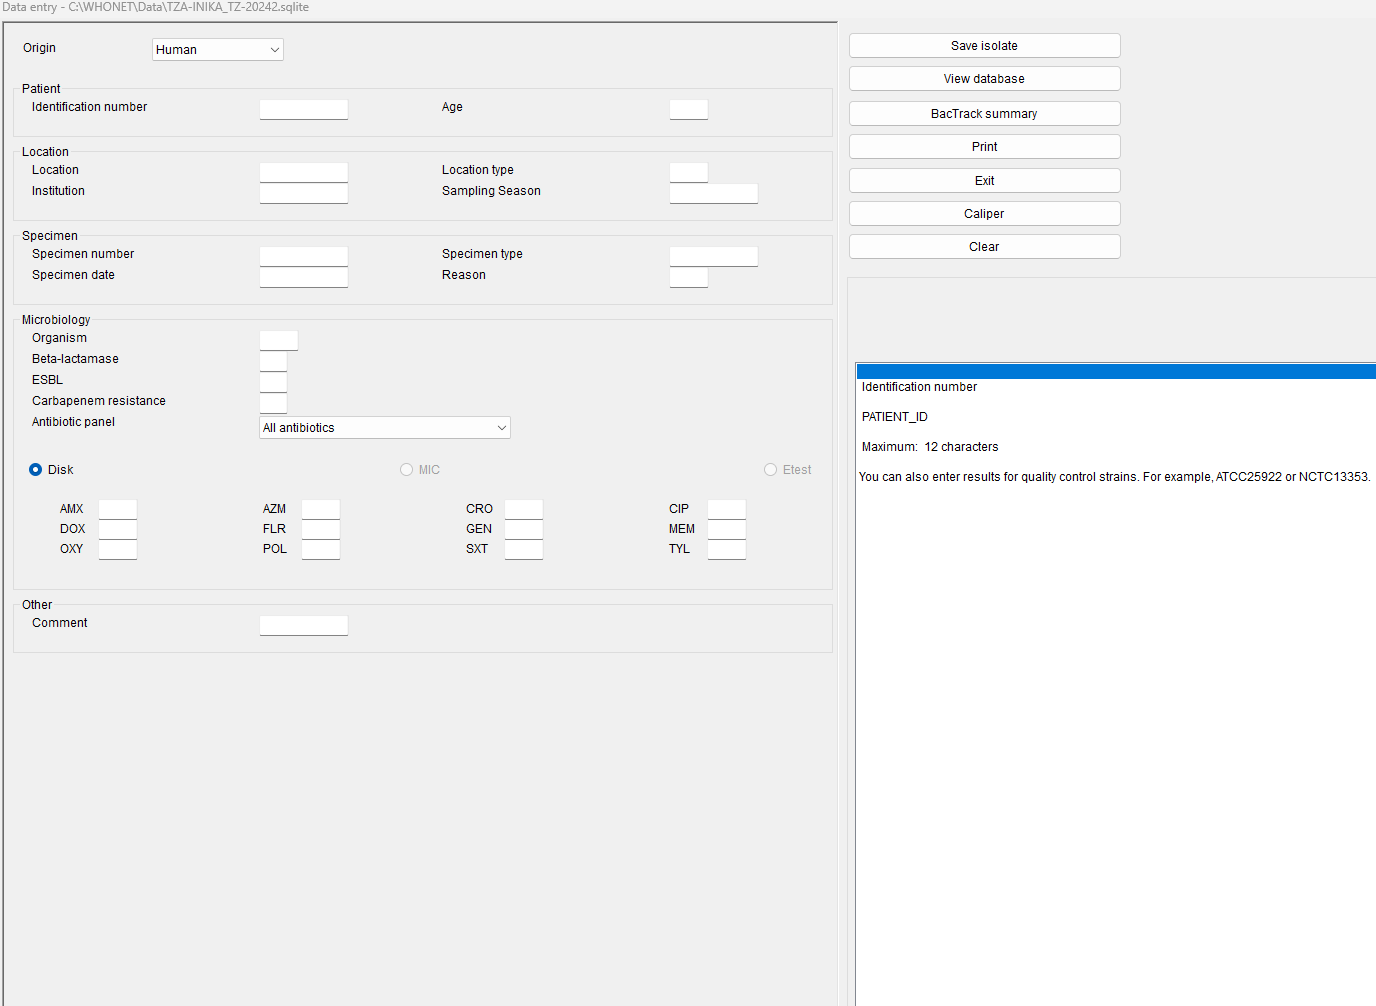 Data entry - C:\WHONET\Data\TZA-INIKA_TZ-20242.sqlite
Origin Human
Patient
Identification number Age
Location
Location Location type
Institution Sampling Season
Specimen
Specimen number Specimen type
Specimen date Reason
Microbiology
Organism
Beta-lactamase
ESBL
Carbapenem resistance
Antibiotic panel All antibiotics
Disk MIC Etest
AMX AZM CRO CIP
DOX FLR GEN MEM
OXY POL SXT TYL
Other
Comment
Save isolate
View database
BacTrack summary
Print
Exit
Caliper
Clear
Identification number
PATIENT_ID
Maximum: 12 characters
You can also enter results for quality control strains. For example, ATCC25922 or NCTC13353.